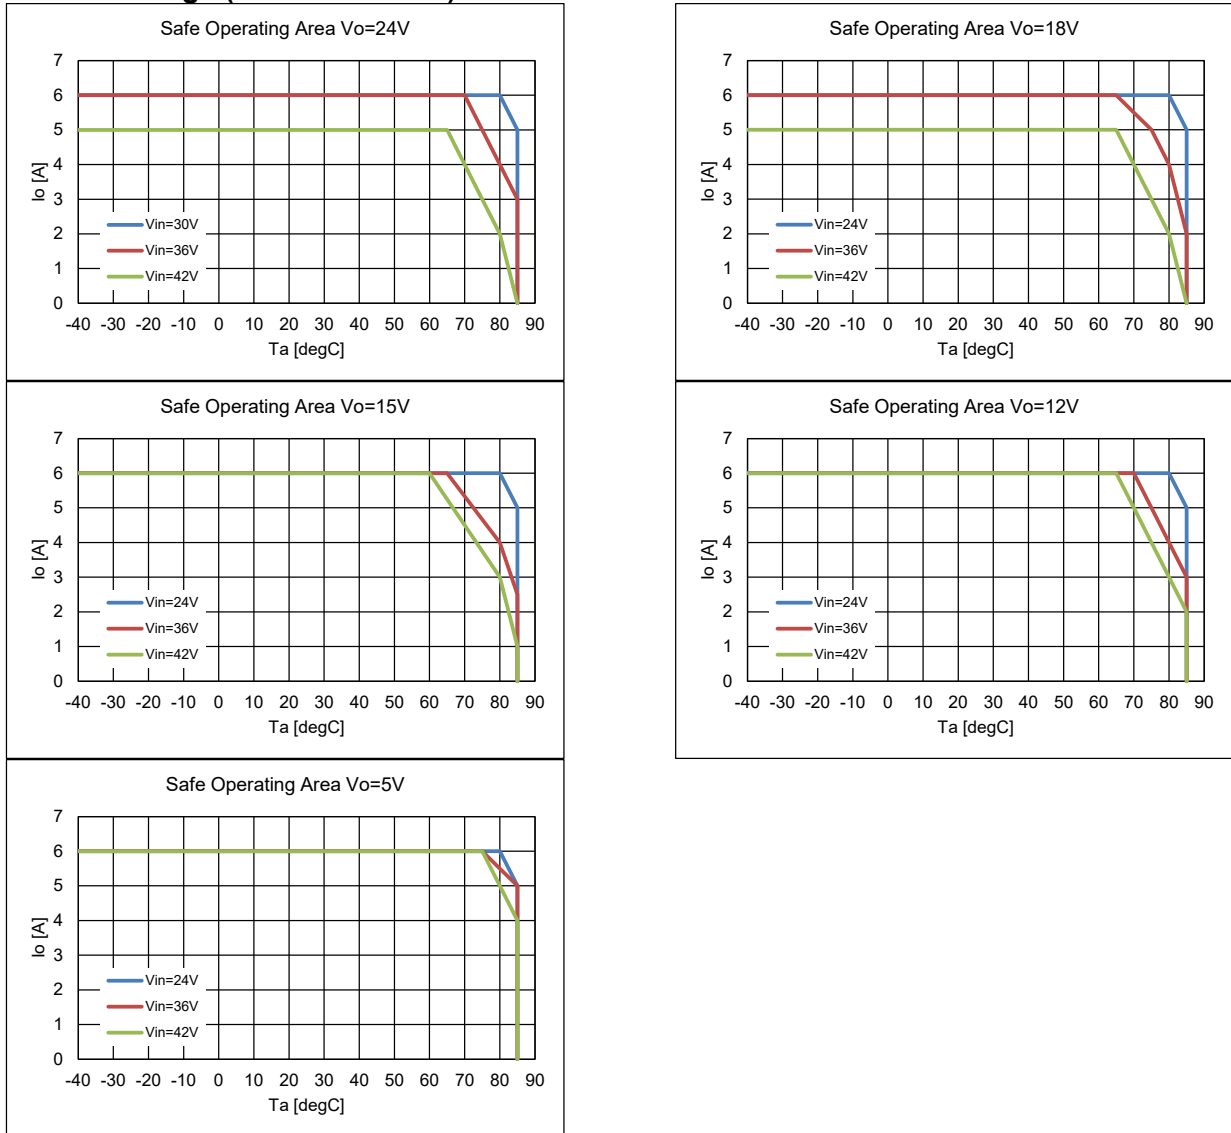 Safe Operating Area Vo=24V
7
6
5
4
3
2
1
0
Io [A]
Vin=30V
Vin=36V
Vin=42V
-40 -30 -20 -10 0 10 20 30 40 50 60 70 80 90
Ta [degC]
Safe Operating Area Vo=18V
7
6
5
4
3
2
1
0
Io [A]
Vin=24V
Vin=36V
Vin=42V
-40 -30 -20 -10 0 10 20 30 40 50 60 70 80 90
Ta [degC]
Safe Operating Area Vo=15V
7
6
5
4
3
2
1
0
Io [A]
Vin=24V
Vin=36V
Vin=42V
-40 -30 -20 -10 0 10 20 30 40 50 60 70 80 90
Ta [degC]
Safe Operating Area Vo=12V
7
6
5
4
3
2
1
0
Io [A]
Vin=24V
Vin=36V
Vin=42V
-40 -30 -20 -10 0 10 20 30 40 50 60 70 80 90
Ta [degC]
Safe Operating Area Vo=5V
7
6
5
4
3
2
1
0
Io [A]
Vin=24V
Vin=36V
Vin=42V
-40 -30 -20 -10 0 10 20 30 40 50 60 70 80 90
Ta [degC]